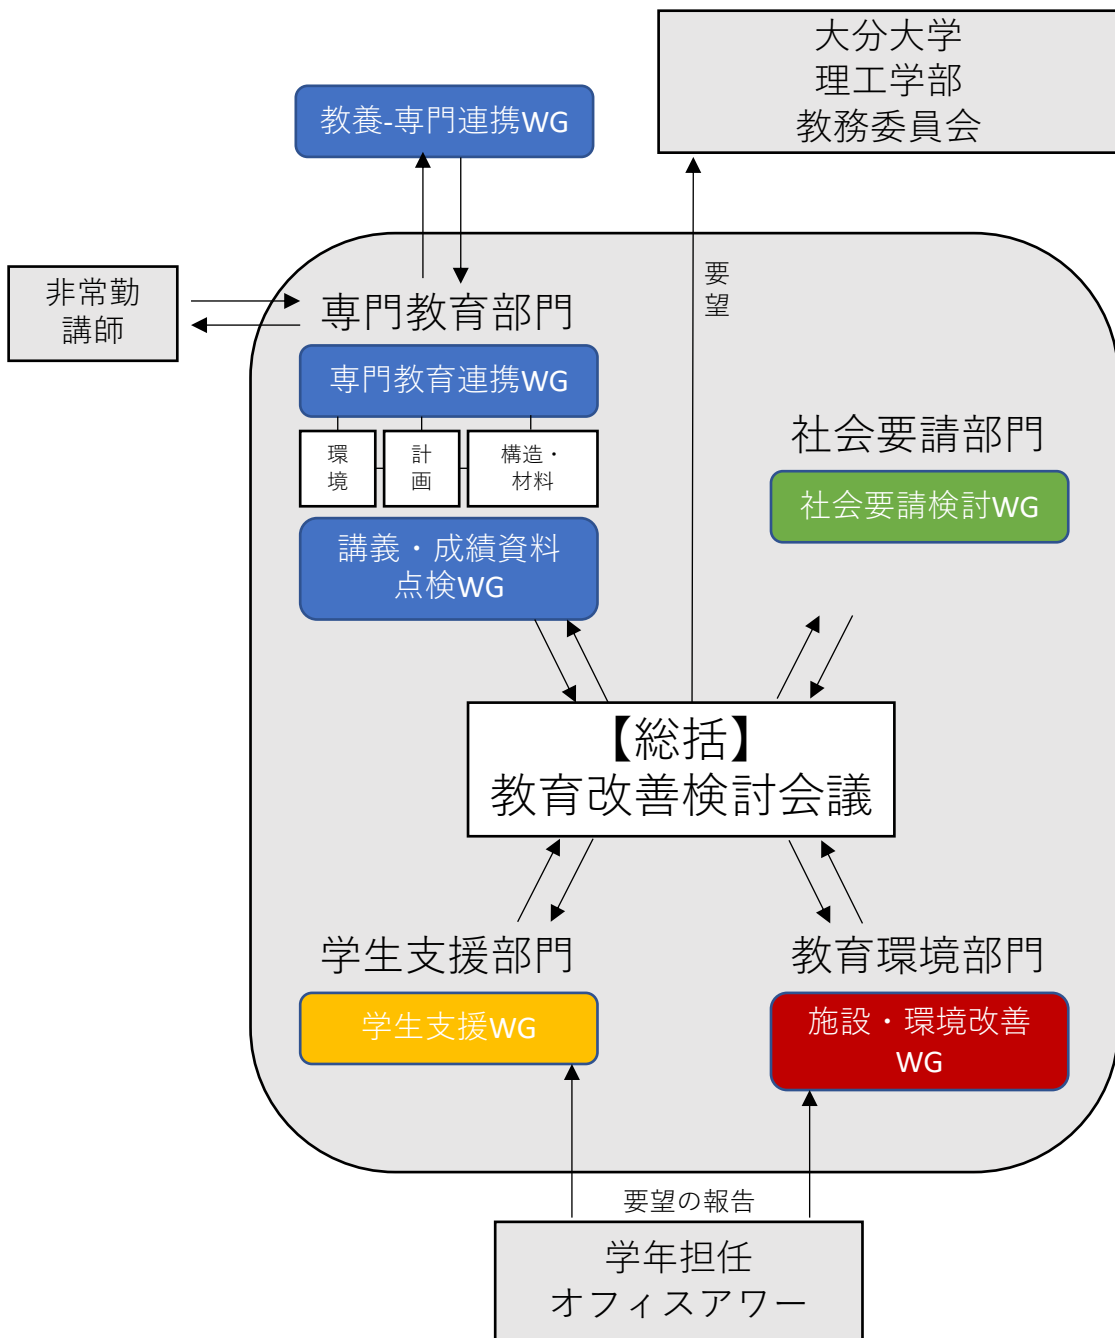 大分大学
理工学部
教務委員会
教養-専門連携WG
要
望
非常勤
講師
専門教育部門
専門教育連携WG
環
境
計
画
構造・
材料
講義・成績資料
点検WG
社会要請部門
社会要請検討WG
【総括】
教育改善検討会議
学生支援部門
学生支援WG
教育環境部門
施設・環境改善
WG
要望の報告
学年担任
オフィスアワー